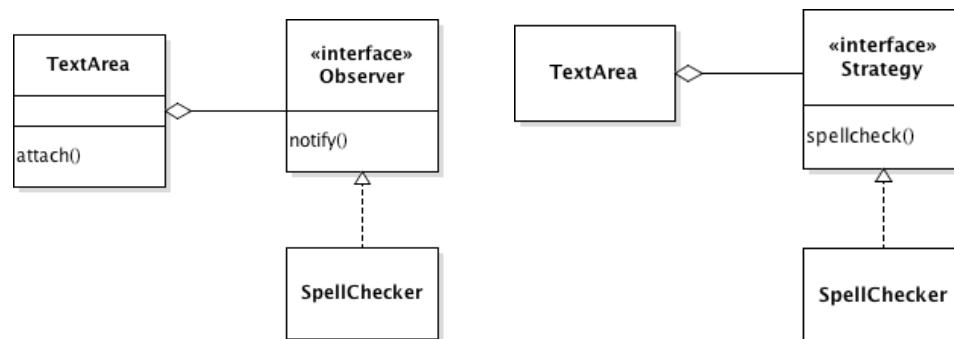 TextArea
attach()
«interface»
Observer
notify()
SpellChecker
TextArea
«interface»
Strategy
spellcheck()
SpellChecker